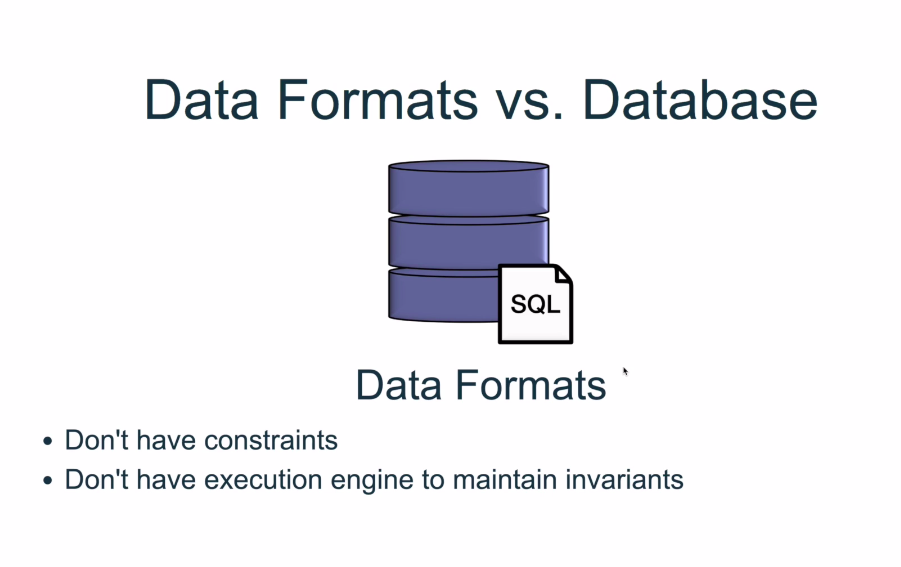 Data Formats vs. Database
SQL
Data Formats
• Don't have constraints
• Don't have execution engine to maintain invariants